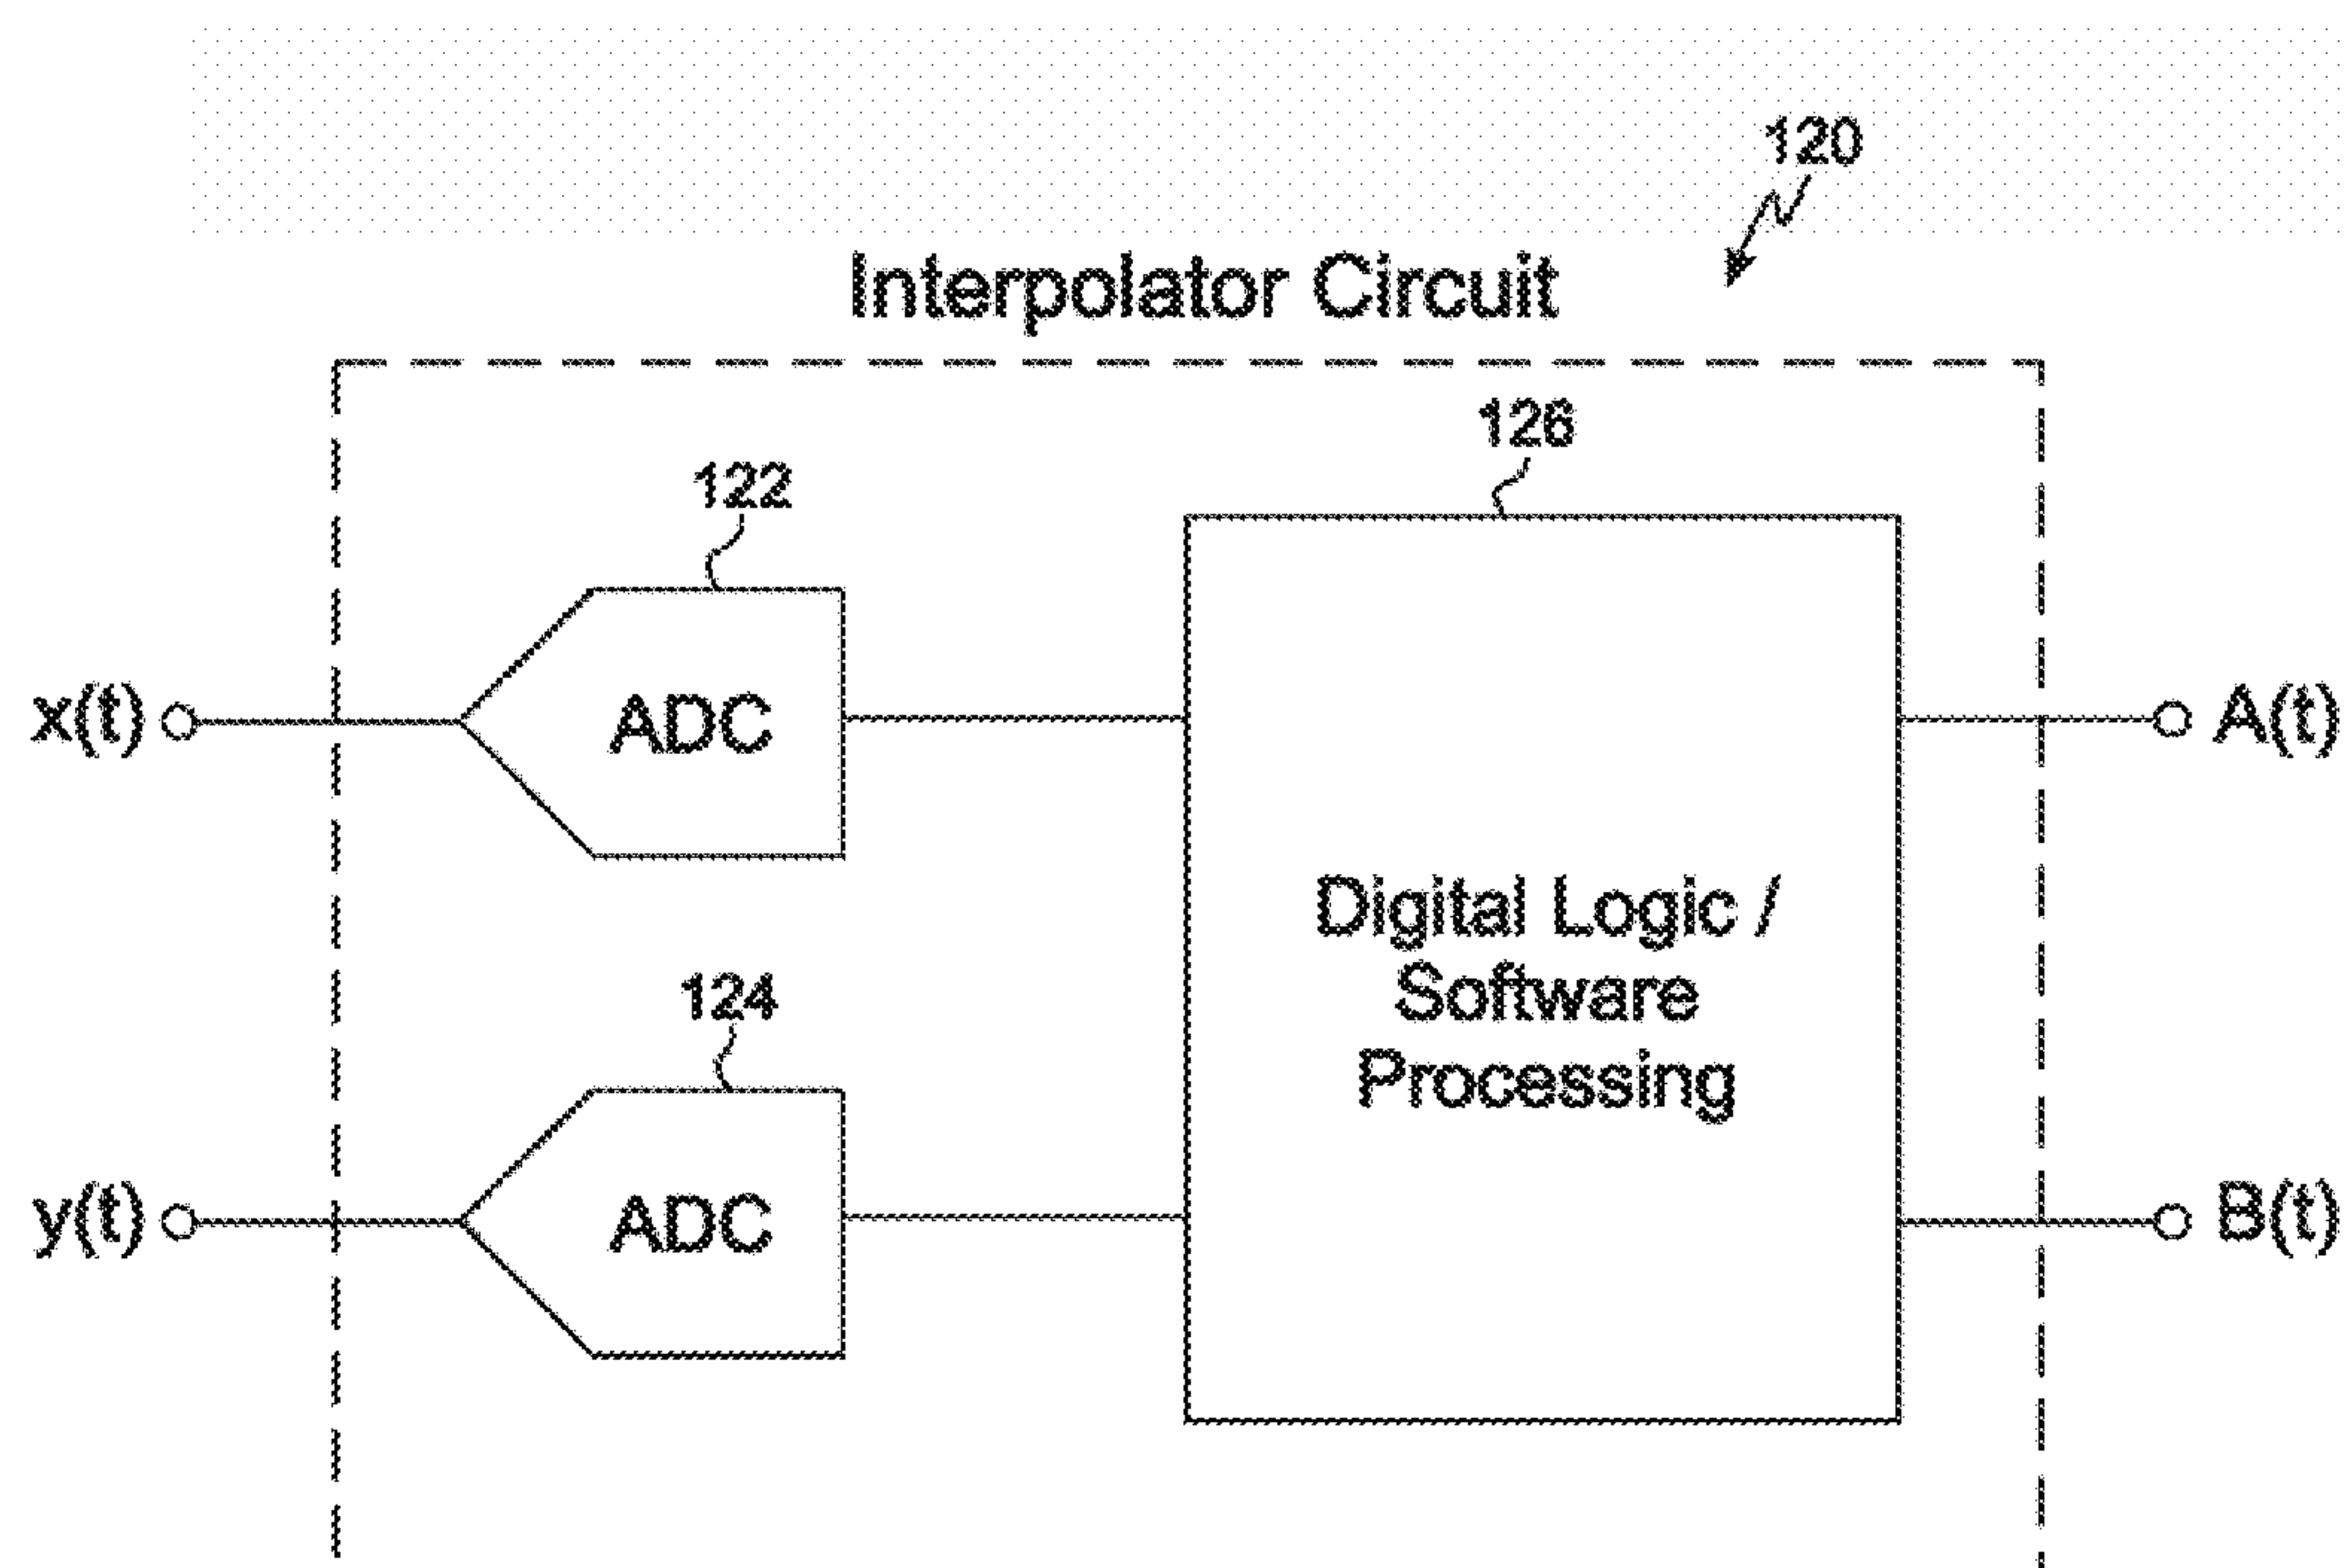 120
Interpolator Circuit
126
122
x(t)
ADC
A(t)
Digital Logic /
Software
Processing
124
y(t)
ADC
B(t)